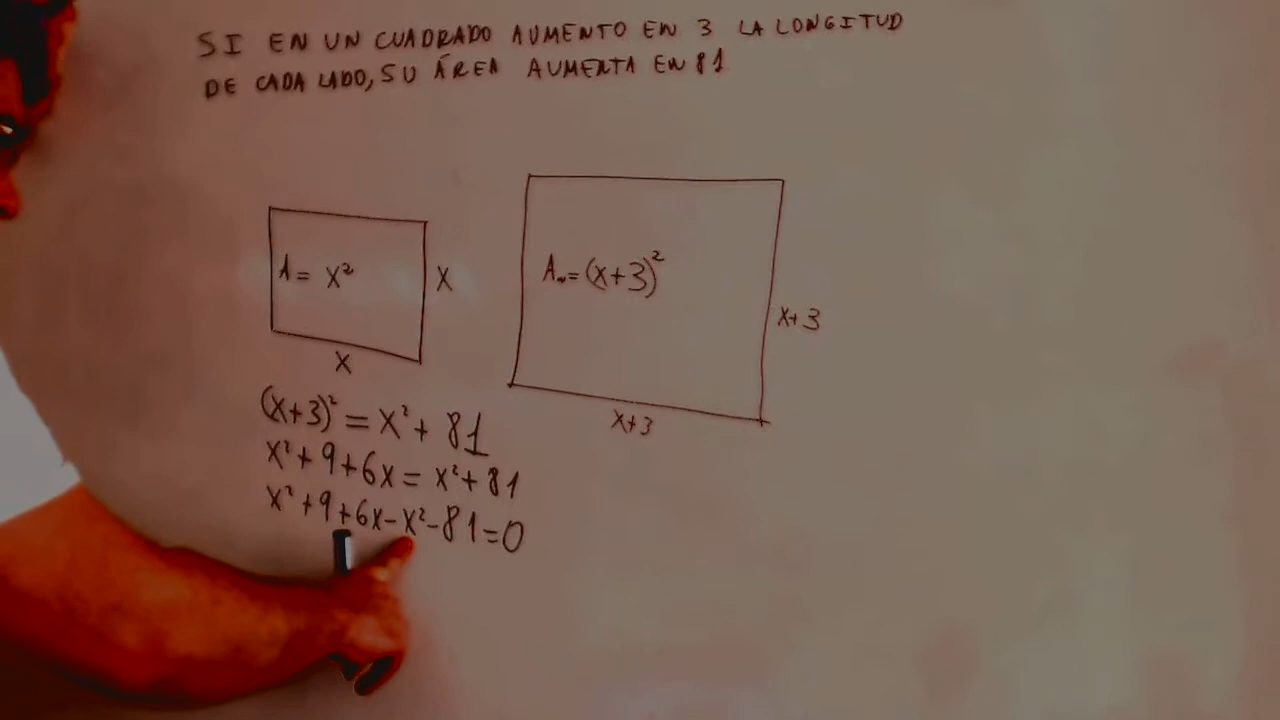 SI EN UN CUADRADO AUMENTO EN 3 LA LONGITUD
DE CADA LADO, SU ÁREA AUMENTA EN 81
A = x²
x
x
Aₙ = (x+3)²
x+3
x+3
(x+3)² = x² + 81
x² + 9 + 6x = x² + 81
x² + 9 + 6x - x² - 81 = 0